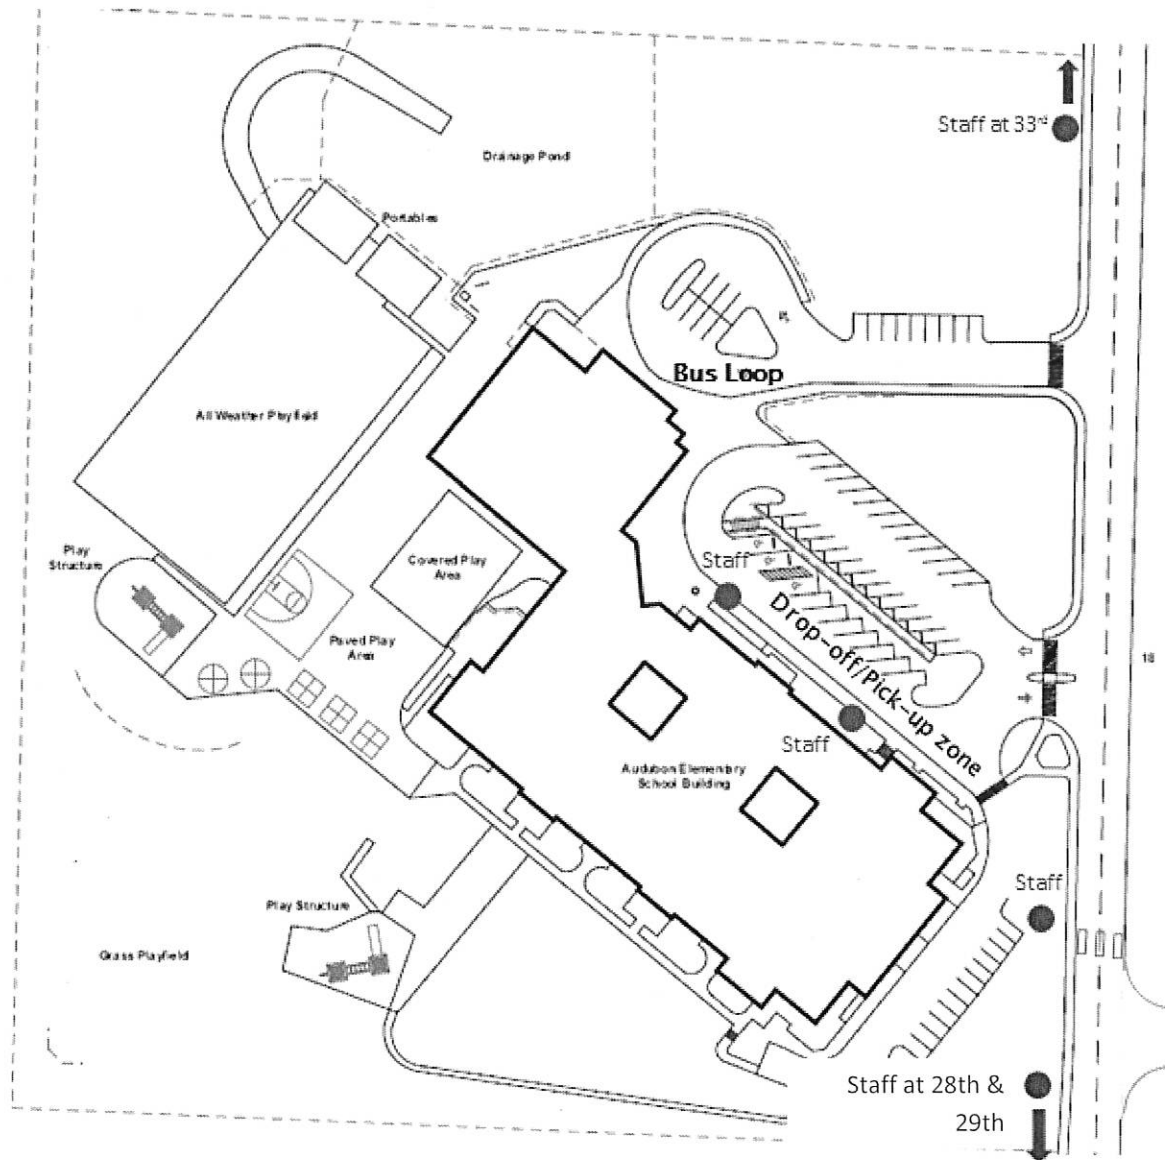 Staff at 33rd
Drainage Pond
Portables
Bus Loop
All Weather Playfield
Play
Structure
Covered Play
Area
Staff
Drop-off/Pick-up zone
Paved Play
Area
18
Staff
Audubon Elementary
School Building
Staff
Play Structure
Grass Playfield
Staff at 28th &
29th